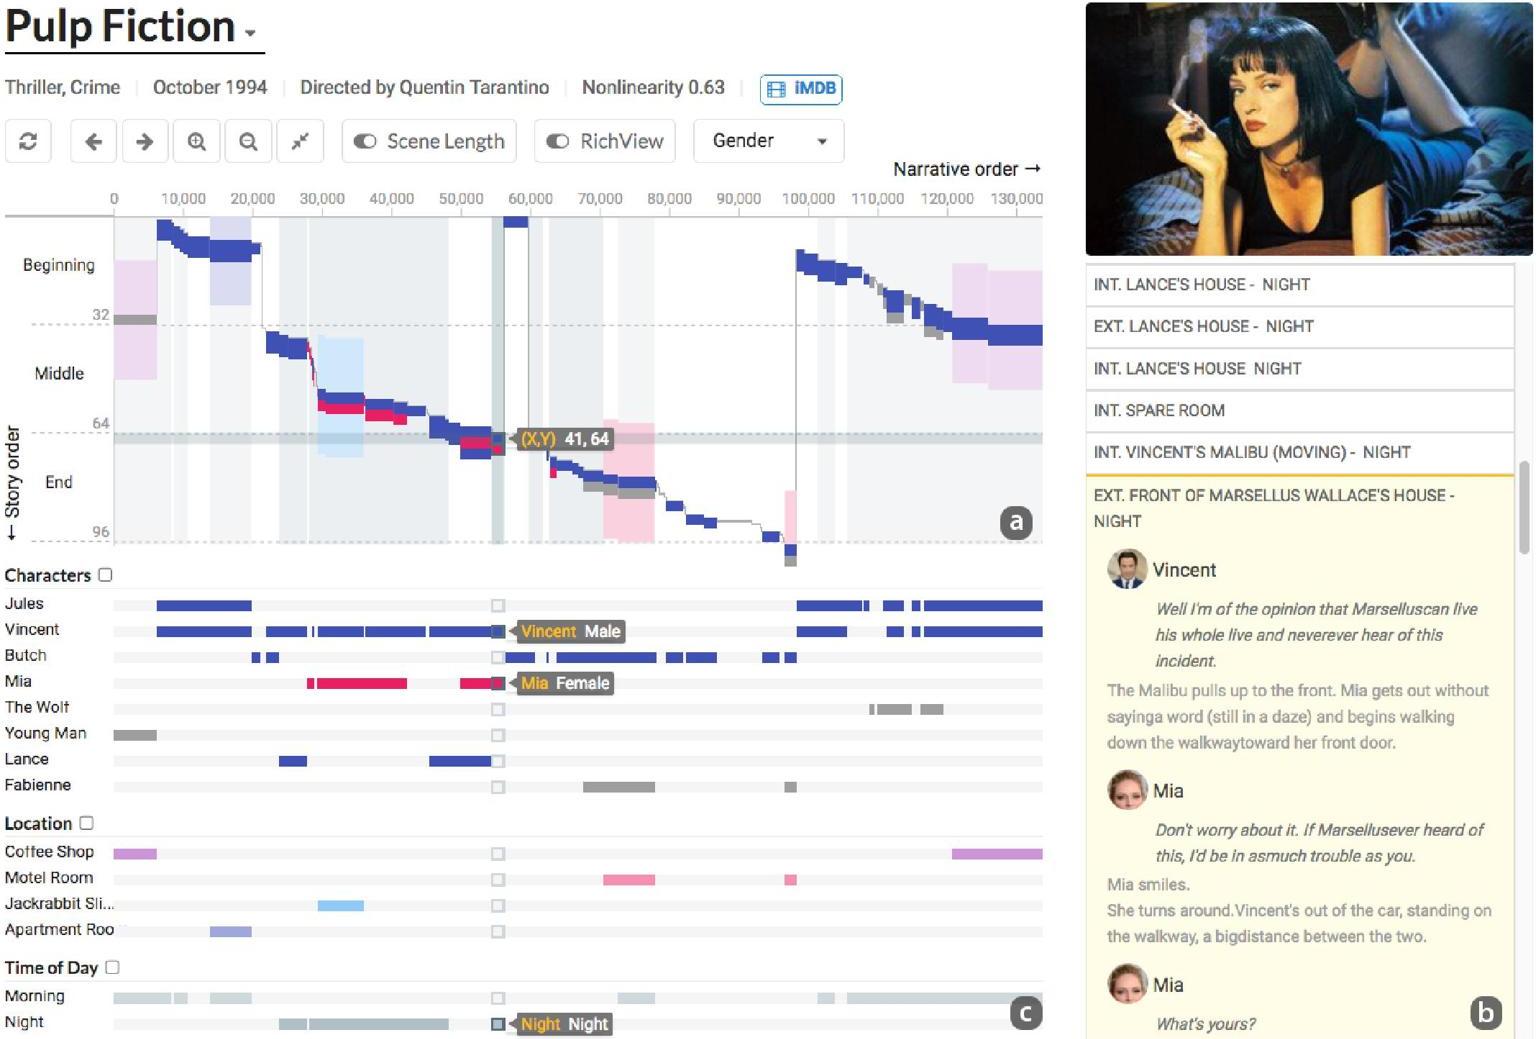 Pulp Fiction
Thriller, Crime October 1994 Directed by Quentin Tarantino Nonlinearity 0.63 iMDB
Scene Length RichView Gender
Narrative order →
0 10,000 20,000 30,000 40,000 50,000 60,000 70,000 80,000 90,000 100,000 110,000 120,000 130,000
Beginning
32
Middle
64
(X,Y) 41, 64
End
96
← Story order
a
Characters
Jules
Vincent
Vincent Male
Butch
Mia
Mia Female
The Wolf
Young Man
Lance
Fabienne
Location
Coffee Shop
Motel Room
Jackrabbit Sli...
Apartment Roo
Time of Day
Morning
Night
Night Night
c
INT. LANCE'S HOUSE - NIGHT
EXT. LANCE'S HOUSE - NIGHT
INT. LANCE'S HOUSE NIGHT
INT. SPARE ROOM
INT. VINCENT'S MALIBU (MOVING) - NIGHT
EXT. FRONT OF MARSELLUS WALLACE'S HOUSE -
NIGHT
Vincent
Well I'm of the opinion that Marselluscan live
his whole live and neverever hear of this
incident.
The Malibu pulls up to the front. Mia gets out without
sayinga word (still in a daze) and begins walking
down the walkwaytoward her front door.
Mia
Don't worry about it. If Marsellusever heard of
this, I'd be in asmuch trouble as you.
Mia smiles.
She turns around.Vincent's out of the car, standing on
the walkway, a bigdistance between the two.
Mia
What's yours?
b